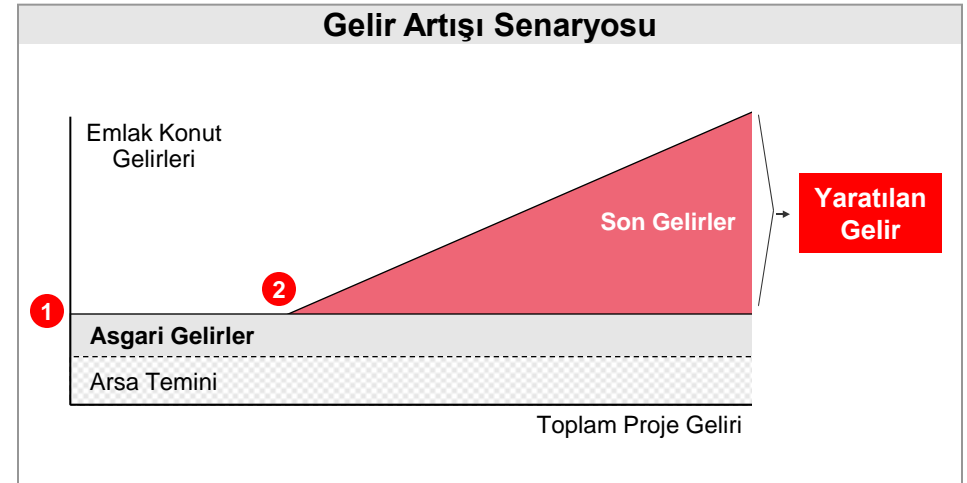 Gelir Artışı Senaryosu
Emlak Konut
Gelirleri
Son Gelirler
Yaratılan
Gelir
2
1
Asgari Gelirler
Arsa Temini
Toplam Proje Geliri